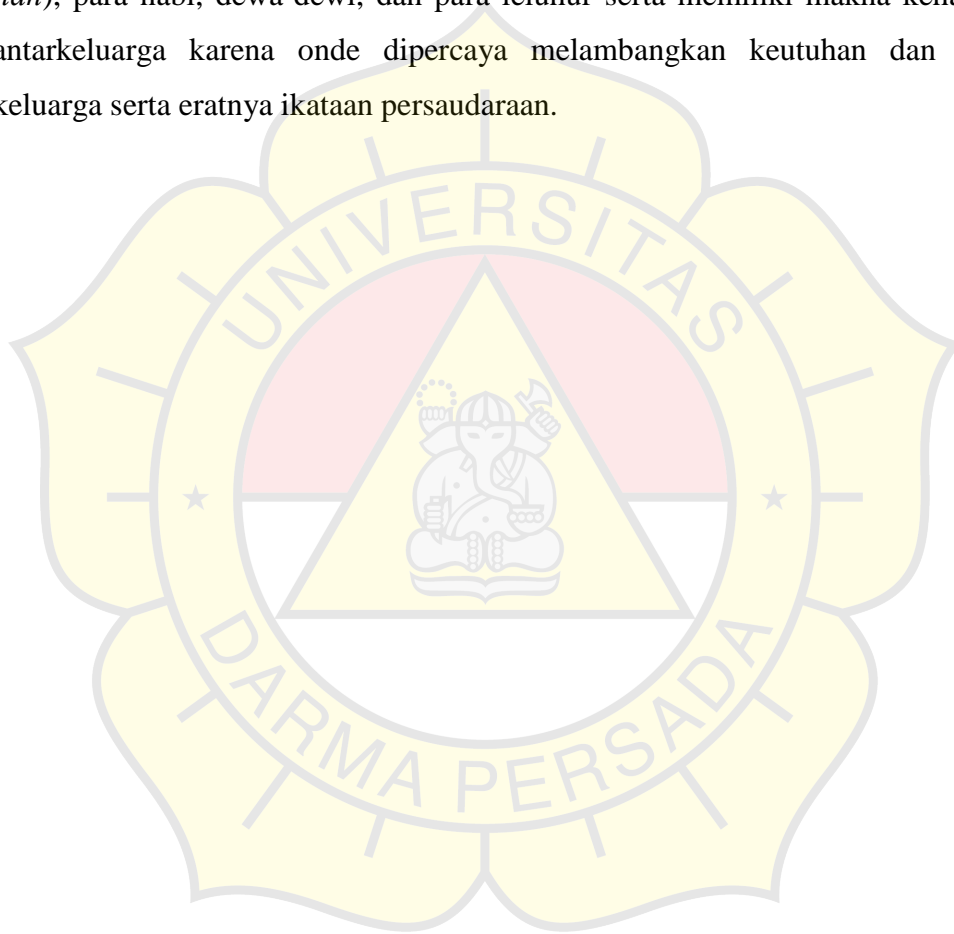 ), para nabi, dewa-dewi, dan para leluhur serta memiliki makna
antarkeluarga karena onde dipercaya melambangkan keutuhan dan
keluarga serta eratnya ikataan persaudaraan.
UNIVERSITAS
DARMA PERSADA